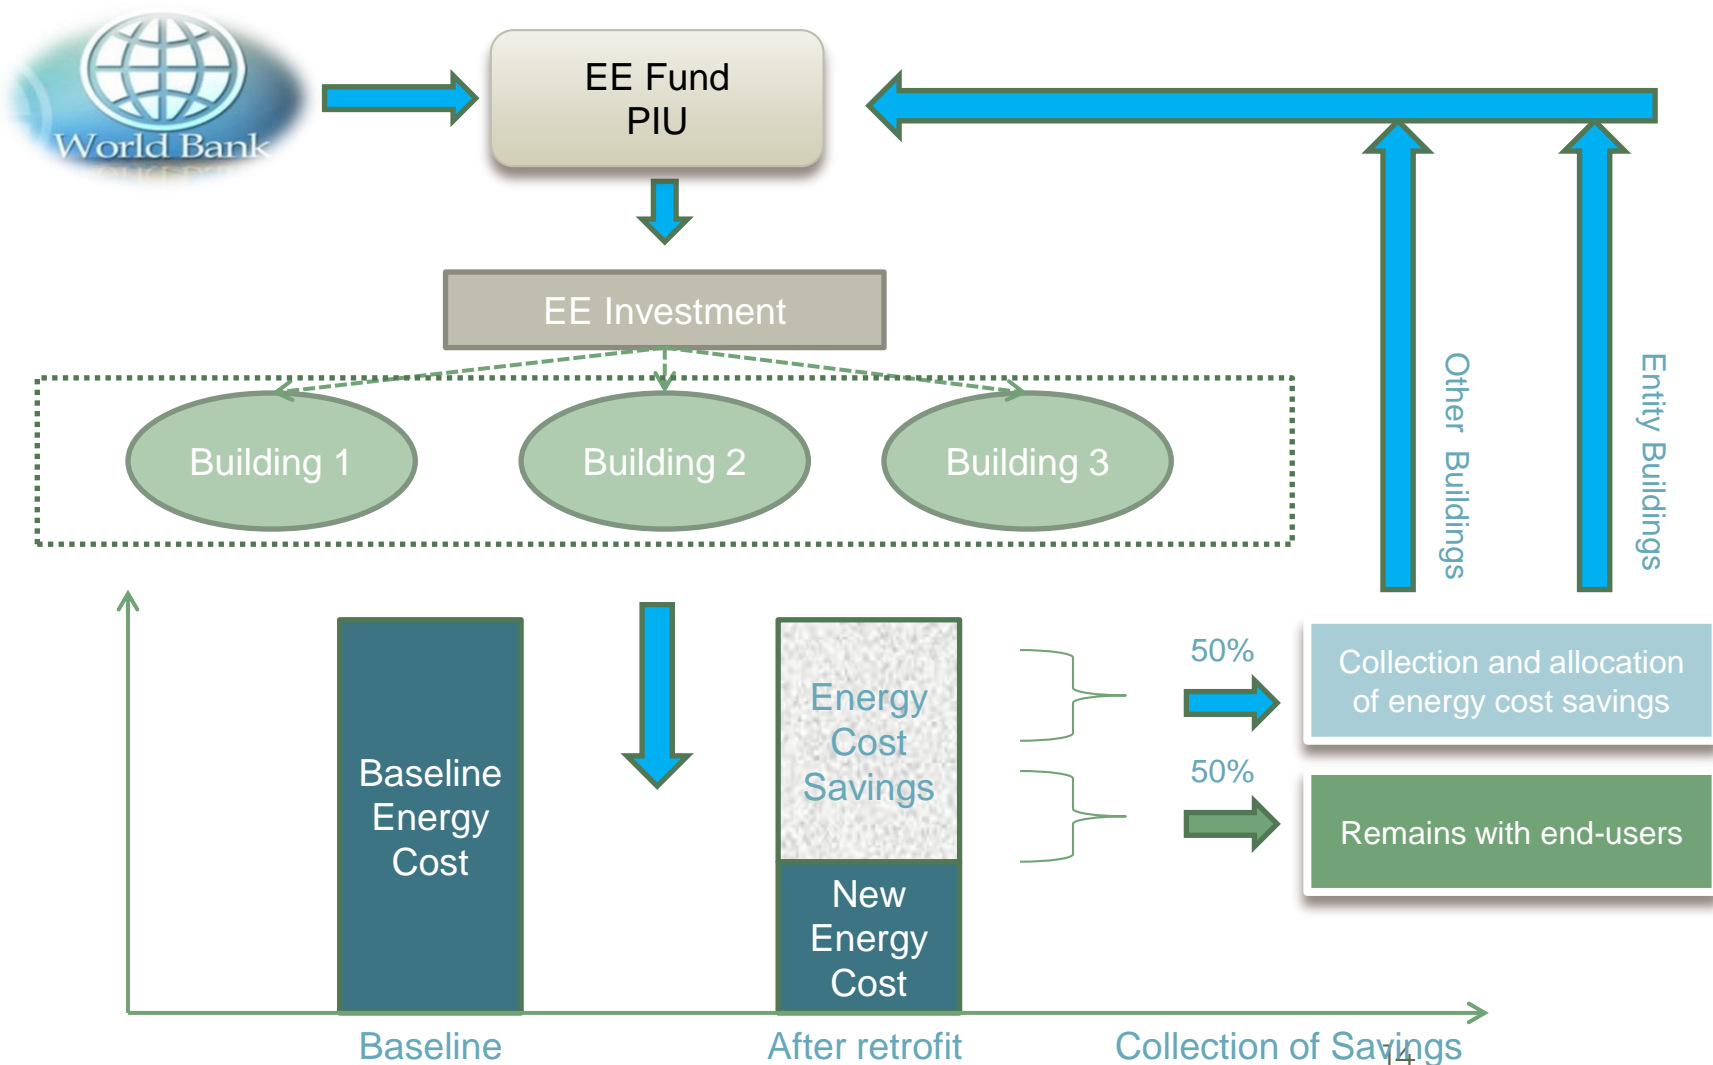 World Bank
EE Fund
PIU
EE Investment
Building 1
Building 2
Building 3
Other Buildings
Entity Buildings
Baseline
Energy
Cost
Energy
Cost
Savings
New
Energy
Cost
50%
50%
Collection and allocation
of energy cost savings
Remains with end-users
Baseline
After retrofit
Collection of Savings
14